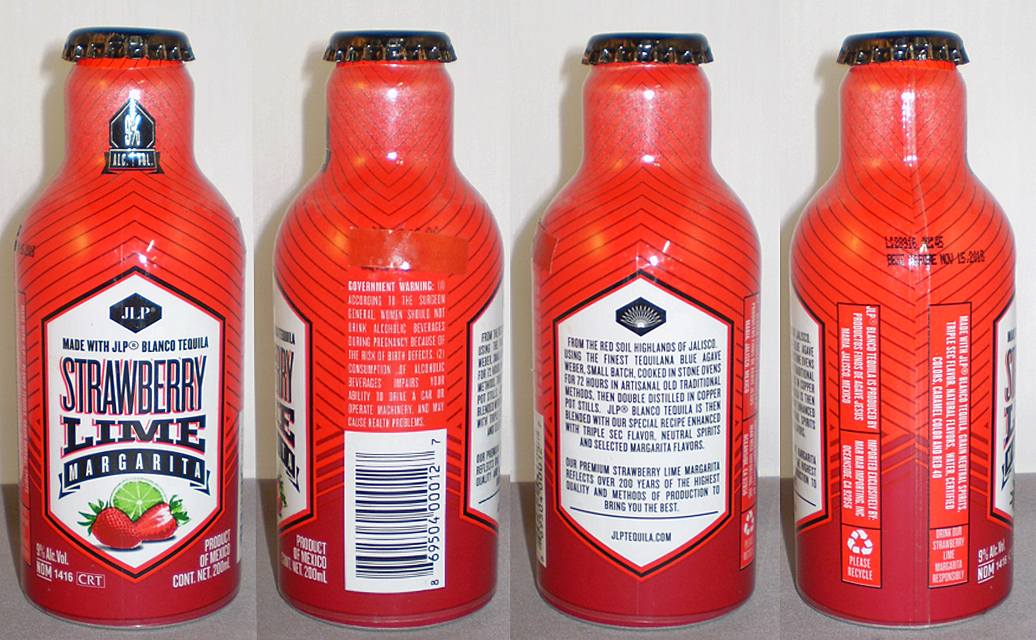 9%
ALC. VOL.
JLP®
MADE WITH JLP® BLANCO TEQUILA
STRAWBERRY
LIME
MARGARITA
9% Alc.Vol.
NOM 1416 CRT
PRODUCT
OF MEXICO
CONT. NET. 200mL
GOVERNMENT WARNING: (1)
ACCORDING TO THE SURGEON
GENERAL, WOMEN SHOULD NOT
DRINK ALCOHOLIC BEVERAGES
DURING PREGNANCY BECAUSE OF
THE RISK OF BIRTH DEFECTS. (2)
CONSUMPTION OF ALCOHOLIC
BEVERAGES IMPAIRS YOUR
ABILITY TO DRIVE A CAR OR
OPERATE MACHINERY, AND MAY
CAUSE HEALTH PROBLEMS.
8 69504 00012 7
PRODUCT
OF MEXICO
CONT. NET. 200mL
FROM THE RED SOIL HIGHLANDS OF JALISCO.
USING THE FINEST TEQUILANA BLUE AGAVE
WEBER, SMALL BATCH, COOKED IN STONE OVENS
FOR 72 HOURS IN ARTISANAL OLD TRADITIONAL
METHODS, THEN DOUBLE DISTILLED IN COPPER
POT STILLS. JLP® BLANCO TEQUILA IS THEN
BLENDED WITH OUR SPECIAL RECIPE ENHANCED
WITH TRIPLE SEC FLAVOR, NEUTRAL SPIRITS
AND SELECTED MARGARITA FLAVORS.
OUR PREMIUM STRAWBERRY LIME MARGARITA
REFLECTS OVER 200 YEARS OF THE HIGHEST
QUALITY AND METHODS OF PRODUCTION TO
BRING YOU THE BEST.
JLPTEQUILA.COM
BEST BEFORE NOV 15.2018
MADE WITH JLP® BLANCO TEQUILA, GRAIN NEUTRAL SPIRITS,
TRIPLE SEC FLAVOR, NATURAL FLAVORS, WATER CERTIFIED
COLORS, CARAMEL COLOR AND RED 40
DRINK OUR
STRAWBERRY
LIME
MARGARITA
RESPONSIBLY
JLP® BLANCO TEQUILA IS PRODUCED BY
PRODUCTOS FINOS DE AGAVE JESUS
MARIA, JALISCO, MEXICO
IMPORTED EXCLUSIVELY BY:
MAR MAR IMPORTING, INC
OCEANSIDE, CA 92056
PLEASE
RECYCLE
9% Alc.Vo
NOM 1416